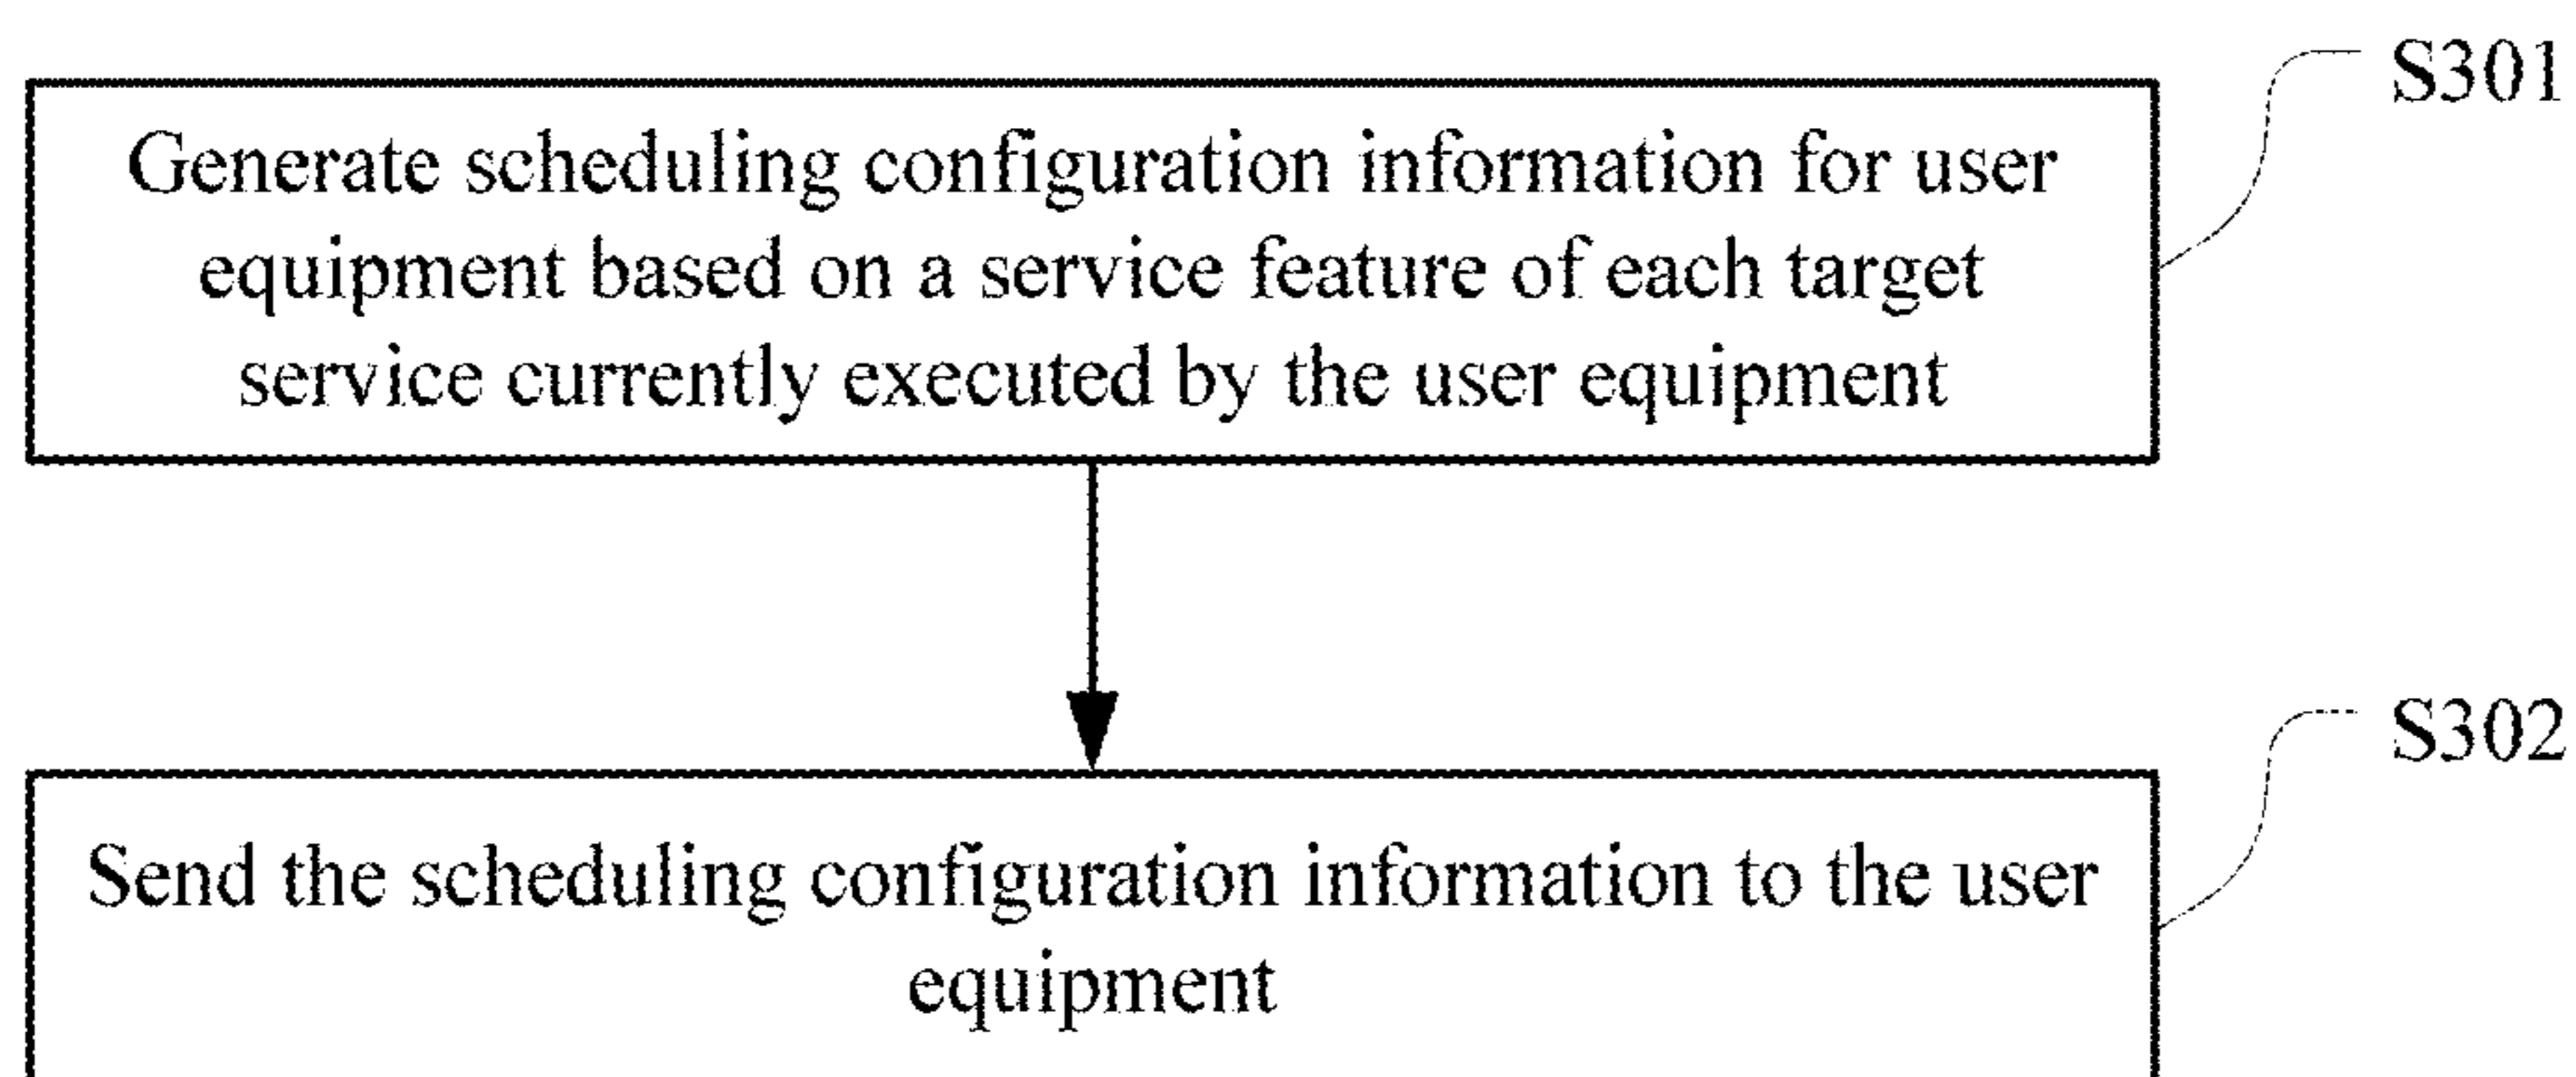 S301
Generate scheduling configuration information for user
equipment based on a service feature of each target
service currently executed by the user equipment
S302
Send the scheduling configuration information to the user
equipment